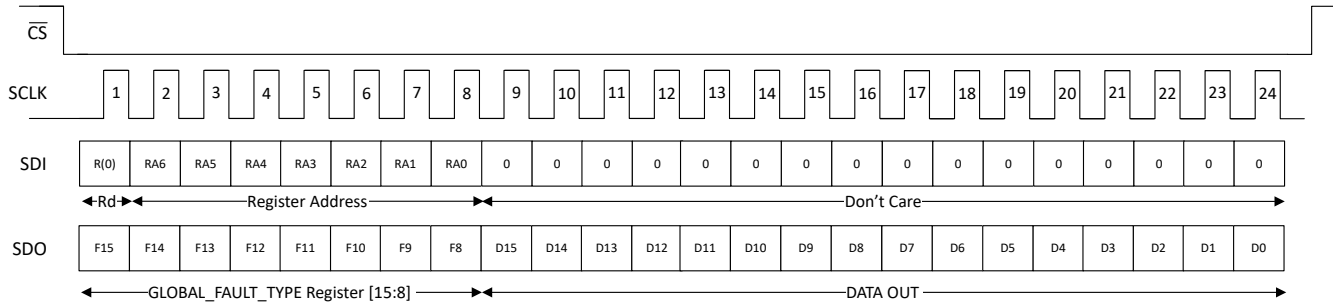 CS
SCLK 1 2 3 4 5 6 7 8 9 10 11 12 13 14 15 16 17 18 19 20 21 22 23 24
SDI R(0) RA6 RA5 RA4 RA3 RA2 RA1 RA0 0 0 0 0 0 0 0 0 0 0 0 0 0 0 0 0
Rd Register Address Don't Care
SDO F15 F14 F13 F12 F11 F10 F9 F8 D15 D14 D13 D12 D11 D10 D9 D8 D7 D6 D5 D4 D3 D2 D1 D0
GLOBAL_FAULT_TYPE Register [15:8] DATA OUT